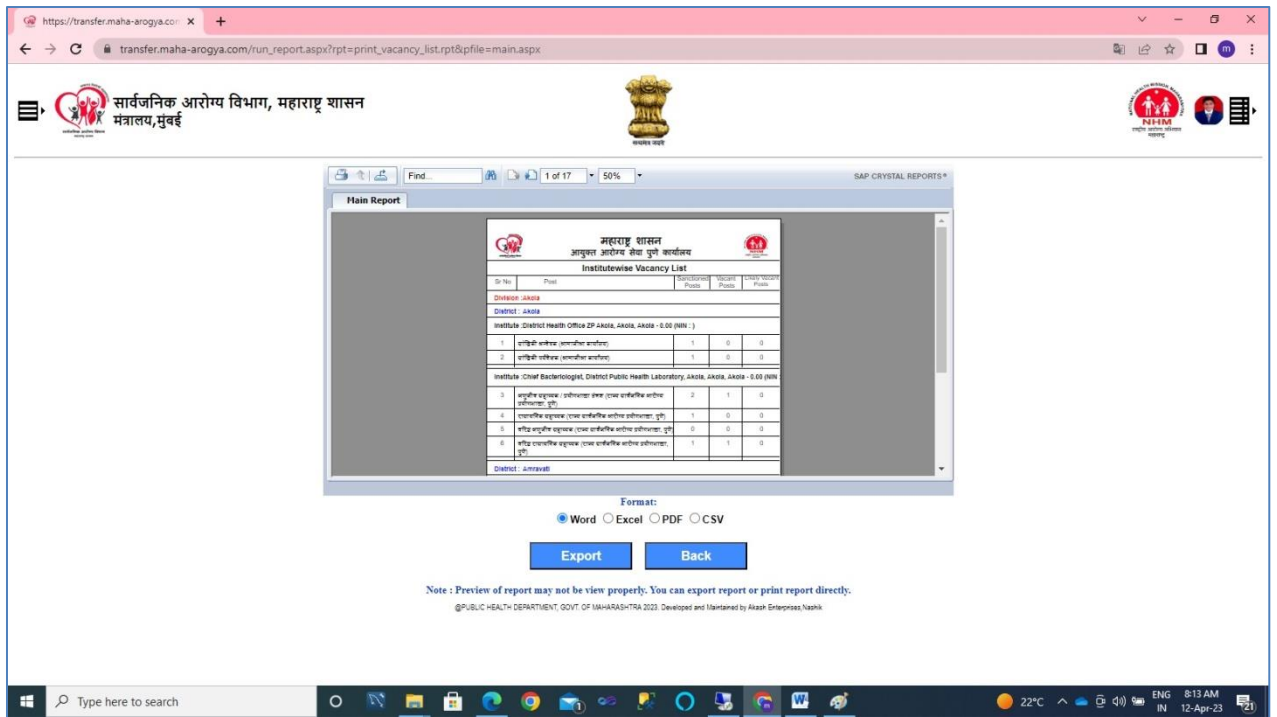 https://transfer.maha-arogya.con
transfer.maha-arogya.com/run_report.aspx?rpt=print_vacancy_list.rpt&pfile=main.aspx
सार्वजनिक आरोग्य विभाग, महाराष्ट्र शासन
मंत्रालय,मुंबई
सत्यमेव जयते
NHM
Find...
1 of 17
50%
SAP CRYSTAL REPORTS
Main Report
महाराष्ट्र शासन
आयुक्त आरोग्य सेवा पुणे कार्यालय
Institutewise Vacancy List
Sr No Post Sanctioned Posts Vacant Posts Likely Vacant Posts
Division :Akola
District : Akola
Institute :District Health Office ZP Akola, Akola, Akola - 0.00 (NIN : )
1 1 0 0
2 1 0 0
Institute :Chief Bacteriologist, District Public Health Laboratory, Akola, Akola, Akola - 0.00 (NIN :
3 2 1 0
4 1 0 0
5 0 0 0
6 1 1 0
District : Amravati
Format:
Word Excel PDF CSV
Export Back
Note : Preview of report may not be view properly. You can export report or print report directly.
@PUBLIC HEALTH DEPARTMENT, GOVT. OF MAHARASHTRA 2023. Developed and Maintained by Akash Enterprises,Nashik
Type here to search
22°C
ENG 8:13 AM
IN 12-Apr-23
21